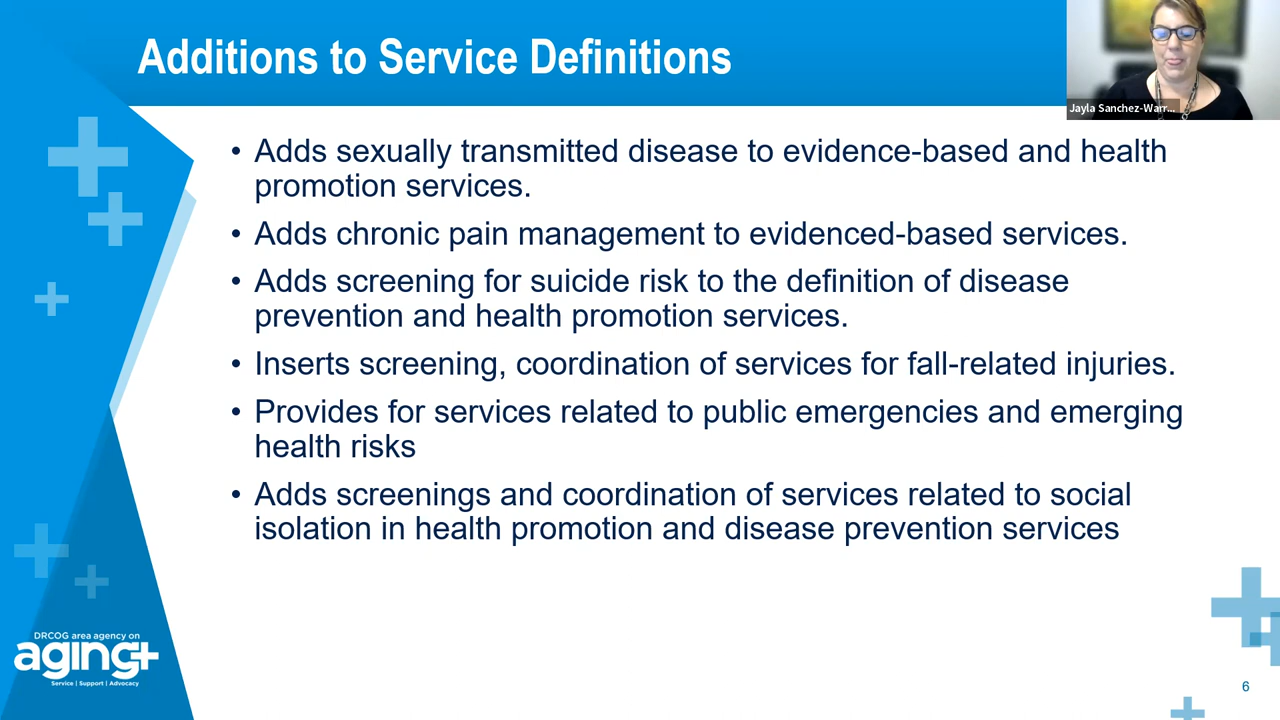 Additions to Service Definitions
Jayla Sanchez-Warr...
• Adds sexually transmitted disease to evidence-based and health
promotion services.
• Adds chronic pain management to evidenced-based services.
• Adds screening for suicide risk to the definition of disease
prevention and health promotion services.
• Inserts screening, coordination of services for fall-related injuries.
• Provides for services related to public emergencies and emerging
health risks
• Adds screenings and coordination of services related to social
isolation in health promotion and disease prevention services
DRCOG area agency on
aging+
Service | Support | Advocacy
6